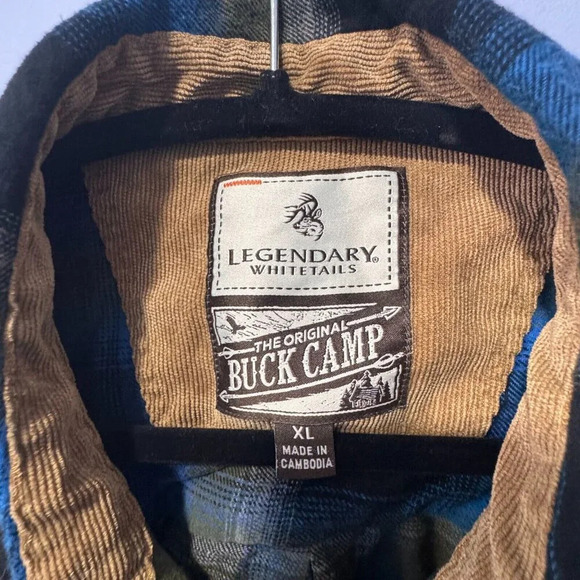 LEGENDARY®
WHITETAILS
THE ORIGINAL
BUCK CAMP
XL
MADE IN
CAMBODIA